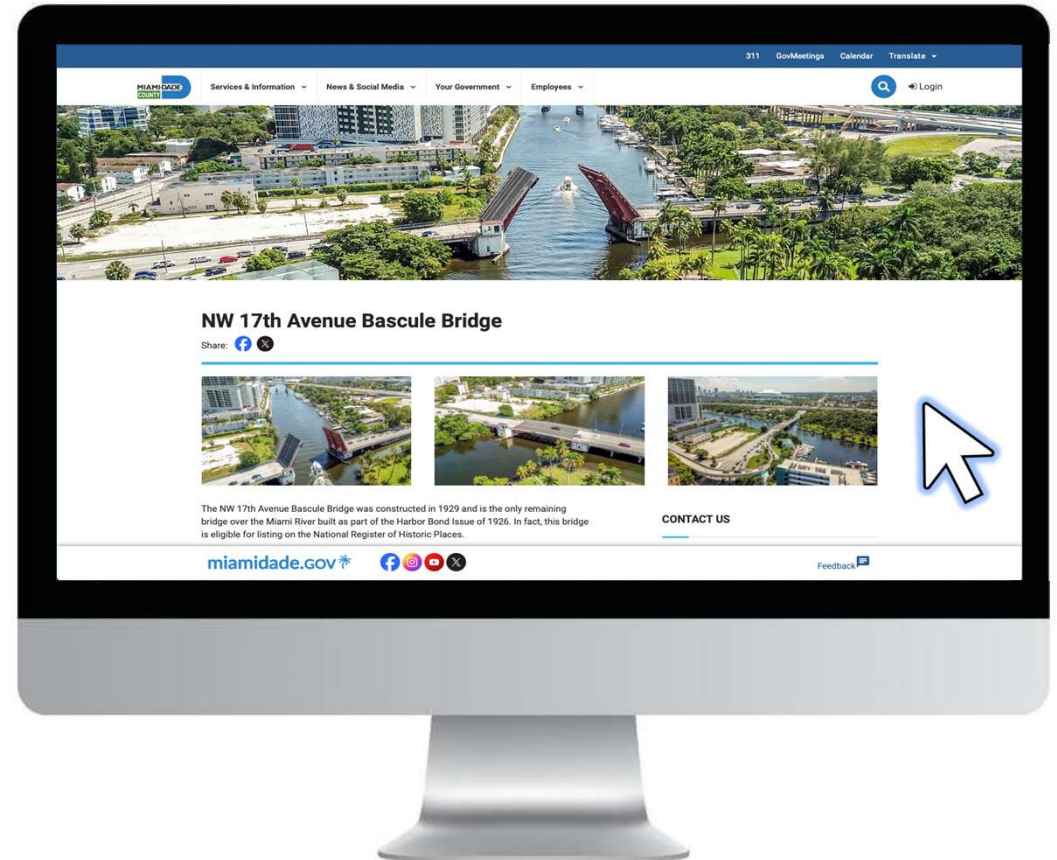 311 GovMeetings Calendar Translate
MIAMI-DADE
COUNTY
Services & Information News & Social Media Your Government Employees Login
NW 17th Avenue Bascule Bridge
Share:
The NW 17th Avenue Bascule Bridge was constructed in 1929 and is the only remaining
bridge over the Miami River built as part of the Harbor Bond Issue of 1926. In fact, this bridge
is eligible for listing on the National Register of Historic Places.
CONTACT US
miamidade.gov
Feedback